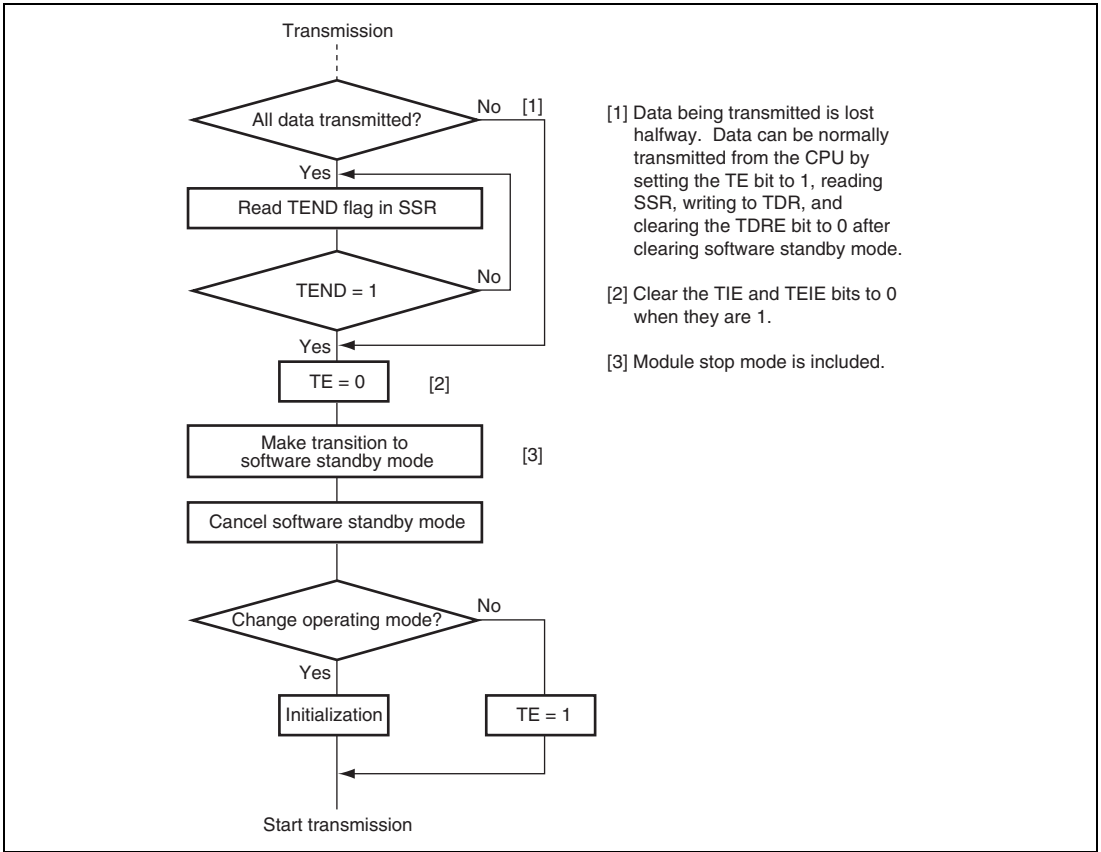 Transmission
All data transmitted?
No [1]
Yes
Read TEND flag in SSR
TEND = 1
No
Yes
TE = 0
[2]
Make transition to
software standby mode
[3]
Cancel software standby mode
Change operating mode?
No
Yes
Initialization
TE = 1
Start transmission
[1] Data being transmitted is lost
halfway. Data can be normally
transmitted from the CPU by
setting the TE bit to 1, reading
SSR, writing to TDR, and
clearing the TDRE bit to 0 after
clearing software standby mode.
[2] Clear the TIE and TEIE bits to 0
when they are 1.
[3] Module stop mode is included.